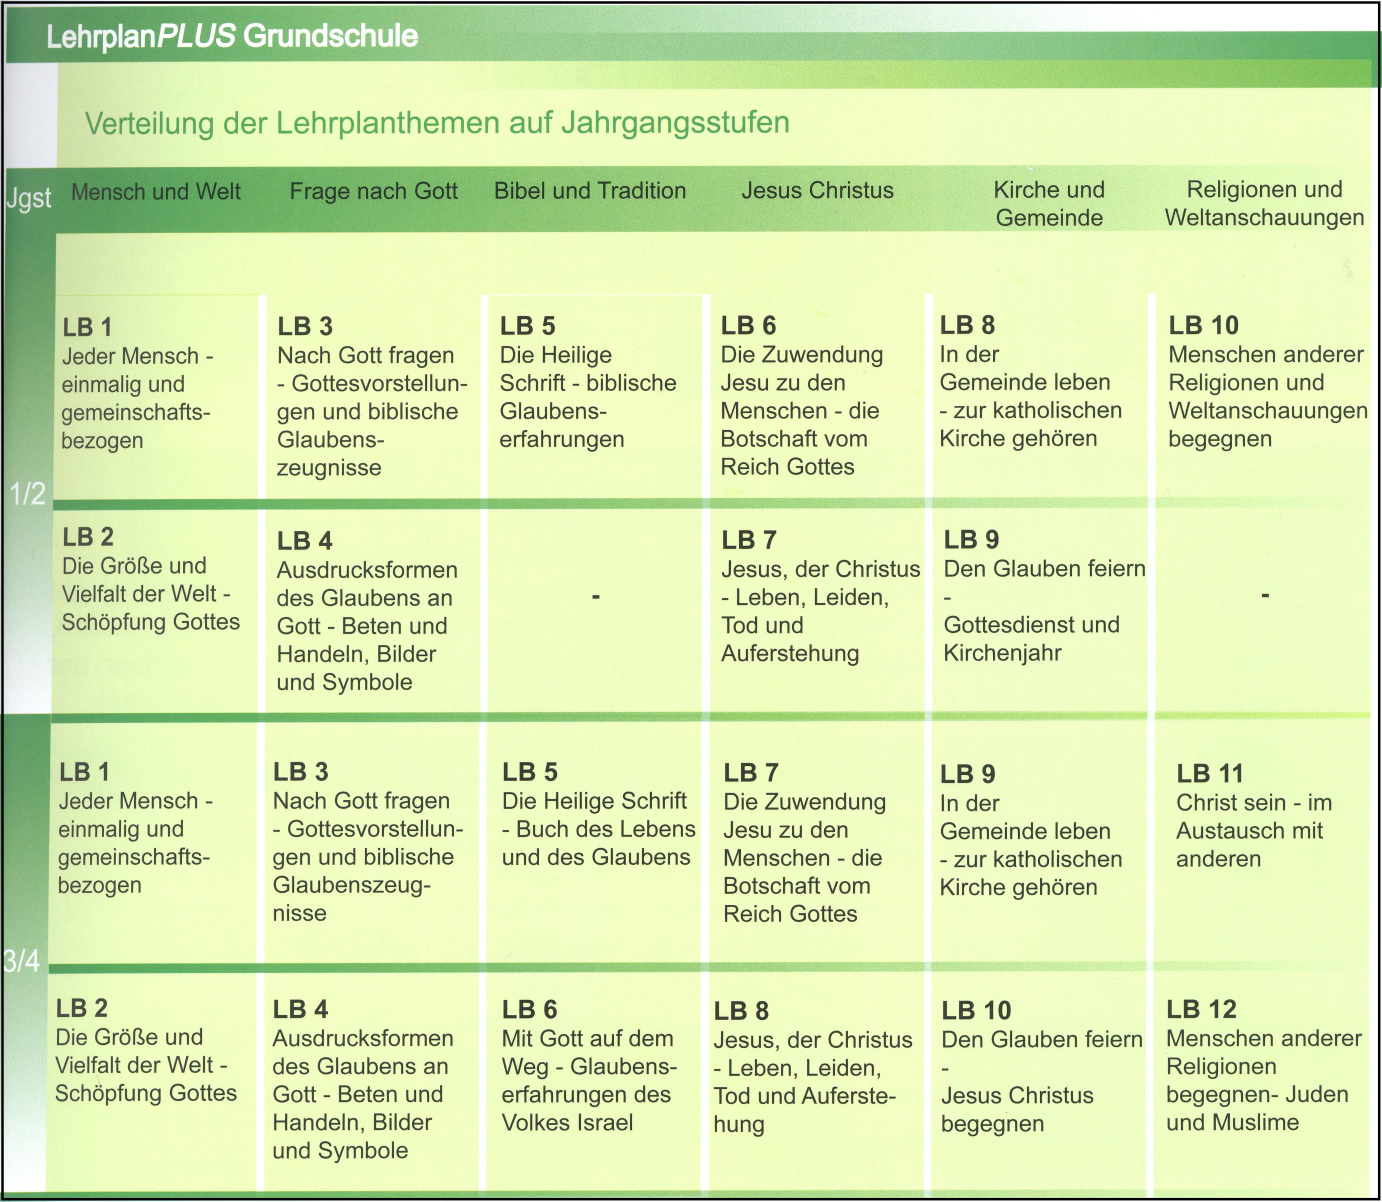 LehrplanPLUS Grundschule
Verteilung der Lehrplanthemen auf Jahrgangsstufen
Jgst
Mensch und Welt
Frage nach Gott
Bibel und Tradition
Jesus Christus
Kirche und
Gemeinde
Religionen und
Weltanschauungen
1/2
LB 1
Jeder Mensch -
einmalig und
gemeinschafts-
bezogen
LB 3
Nach Gott fragen
- Gottesvorstellun-
gen und biblische
Glaubens-
zeugnisse
LB 5
Die Heilige
Schrift - biblische
Glaubens-
erfahrungen
LB 6
Die Zuwendung
Jesu zu den
Menschen - die
Botschaft vom
Reich Gottes
LB 8
In der
Gemeinde leben
- zur katholischen
Kirche gehören
LB 10
Menschen anderer
Religionen und
Weltanschauungen
begegnen
LB 2
Die Größe und
Vielfalt der Welt -
Schöpfung Gottes
LB 4
Ausdrucksformen
des Glaubens an
Gott - Beten und
Handeln, Bilder
und Symbole
-
LB 7
Jesus, der Christus
- Leben, Leiden,
Tod und
Auferstehung
LB 9
Den Glauben feiern
-
Gottesdienst und
Kirchenjahr
-
3/4
LB 1
Jeder Mensch -
einmalig und
gemeinschafts-
bezogen
LB 3
Nach Gott fragen
- Gottesvorstellun-
gen und biblische
Glaubenszeug-
nisse
LB 5
Die Heilige Schrift
- Buch des Lebens
und des Glaubens
LB 7
Die Zuwendung
Jesu zu den
Menschen - die
Botschaft vom
Reich Gottes
LB 9
In der
Gemeinde leben
- zur katholischen
Kirche gehören
LB 11
Christ sein - im
Austausch mit
anderen
LB 2
Die Größe und
Vielfalt der Welt -
Schöpfung Gottes
LB 4
Ausdrucksformen
des Glaubens an
Gott - Beten und
Handeln, Bilder
und Symbole
LB 6
Mit Gott auf dem
Weg - Glaubens-
erfahrungen des
Volkes Israel
LB 8
Jesus, der Christus
- Leben, Leiden,
Tod und Auferste-
hung
LB 10
Den Glauben feiern
-
Jesus Christus
begegnen
LB 12
Menschen anderer
Religionen
begegnen- Juden
und Muslime